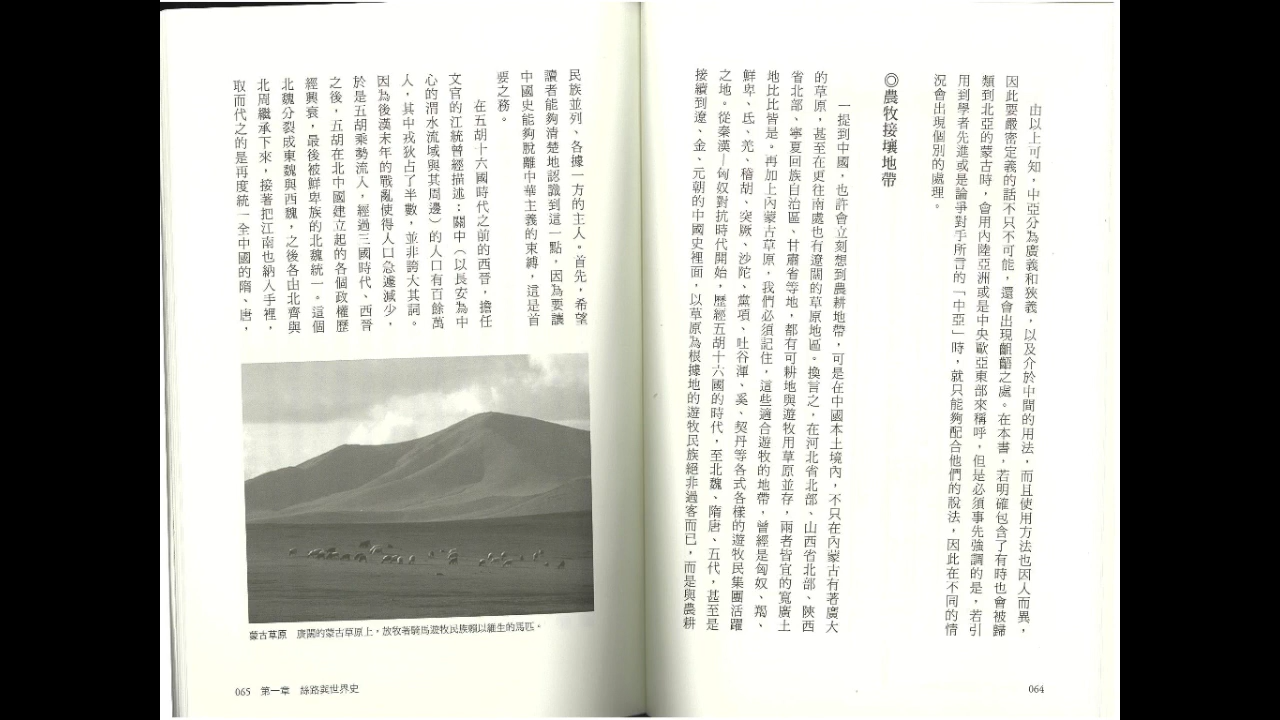 由以上可知，中亞分為廣義和狹義，以及介於中間的用法，而且使用方法也因人而異，
因此要嚴密定義的話不只不可能，還會出現齟齬之處。在本書，若明確包含了有時也會被歸
類到北亞的蒙古時，會用內陸亞洲或是中央歐亞東部來稱呼，但是必須事先強調的是，若引
用到學者先進或是論爭對手所言的「中亞」時，就只能夠配合他們的說法，因此在不同的情
況會出現個別的處理。
◎農牧接壤地帶
一提到中國，也許會立刻想到農耕地帶，可是在中國本土境內，不只在內蒙古有著廣大
的草原，甚至在更往南處也有遼闊的草原地區。換言之，在河北省北部、山西省北部、陝西
省北部、寧夏回族自治區、甘肅省等地，都有可耕地與遊牧用草原並存，兩者皆宜的寬廣土
地比比皆是。再加上內蒙古草原，我們必須記住，這些適合遊牧的地帶，曾經是匈奴、羯、
鮮卑、氐、羌、稽胡、突厥、沙陀、黨項、吐谷渾、奚、契丹等各式各樣的遊牧民集團活躍
之地。從秦漢—匈奴對抗時代開始，歷經五胡十六國的時代，至北魏、隋唐、五代，甚至是
接續到遼、金、元朝的中國史裡面，以草原為根據地的遊牧民族絕非過客而已，而是與農耕
064
民族並列、各據一方的主人。首先，希望
讀者能夠清楚地認識到這一點，因為要讓
中國史能夠脫離中華主義的束縛，這是首
要之務。
在五胡十六國時代之前的西晉，擔任
文官的江統曾經描述：關中（以長安為中
心的渭水流域與其周邊）的人口有百餘萬
人，其中戎狄占了半數，並非誇大其詞。
因為後漢末年的戰亂使得人口急遽減少，
於是五胡乘勢流入，經過三國時代、西晉
之後，五胡在北中國建立起的各個政權歷
經興衰，最後被鮮卑族的北魏統一。這個
北魏分裂成東魏與西魏，之後各由北齊與
北周繼承下來，接著把江南也納入手裡，
取而代之的是再度統一全中國的隋、唐，
蒙古草原　廣闊的蒙古草原上，放牧著騎馬遊牧民族賴以維生的馬匹。
065　第一章　絲路與世界史